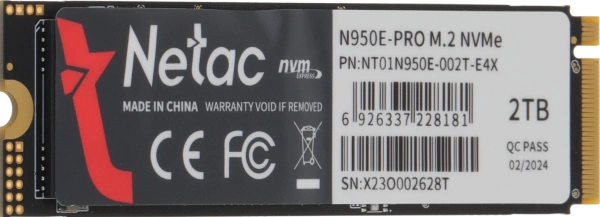 Netac
nvm
EXPRESS
MADE IN CHINA WARRANTY VOID IF REMOVED
CE FC
N950E-PRO M.2 NVMe
PN:NT01N950E-002T-E4X
6 926337 228181
2TB
QC PASS
02/2024
SN:X23O002628T